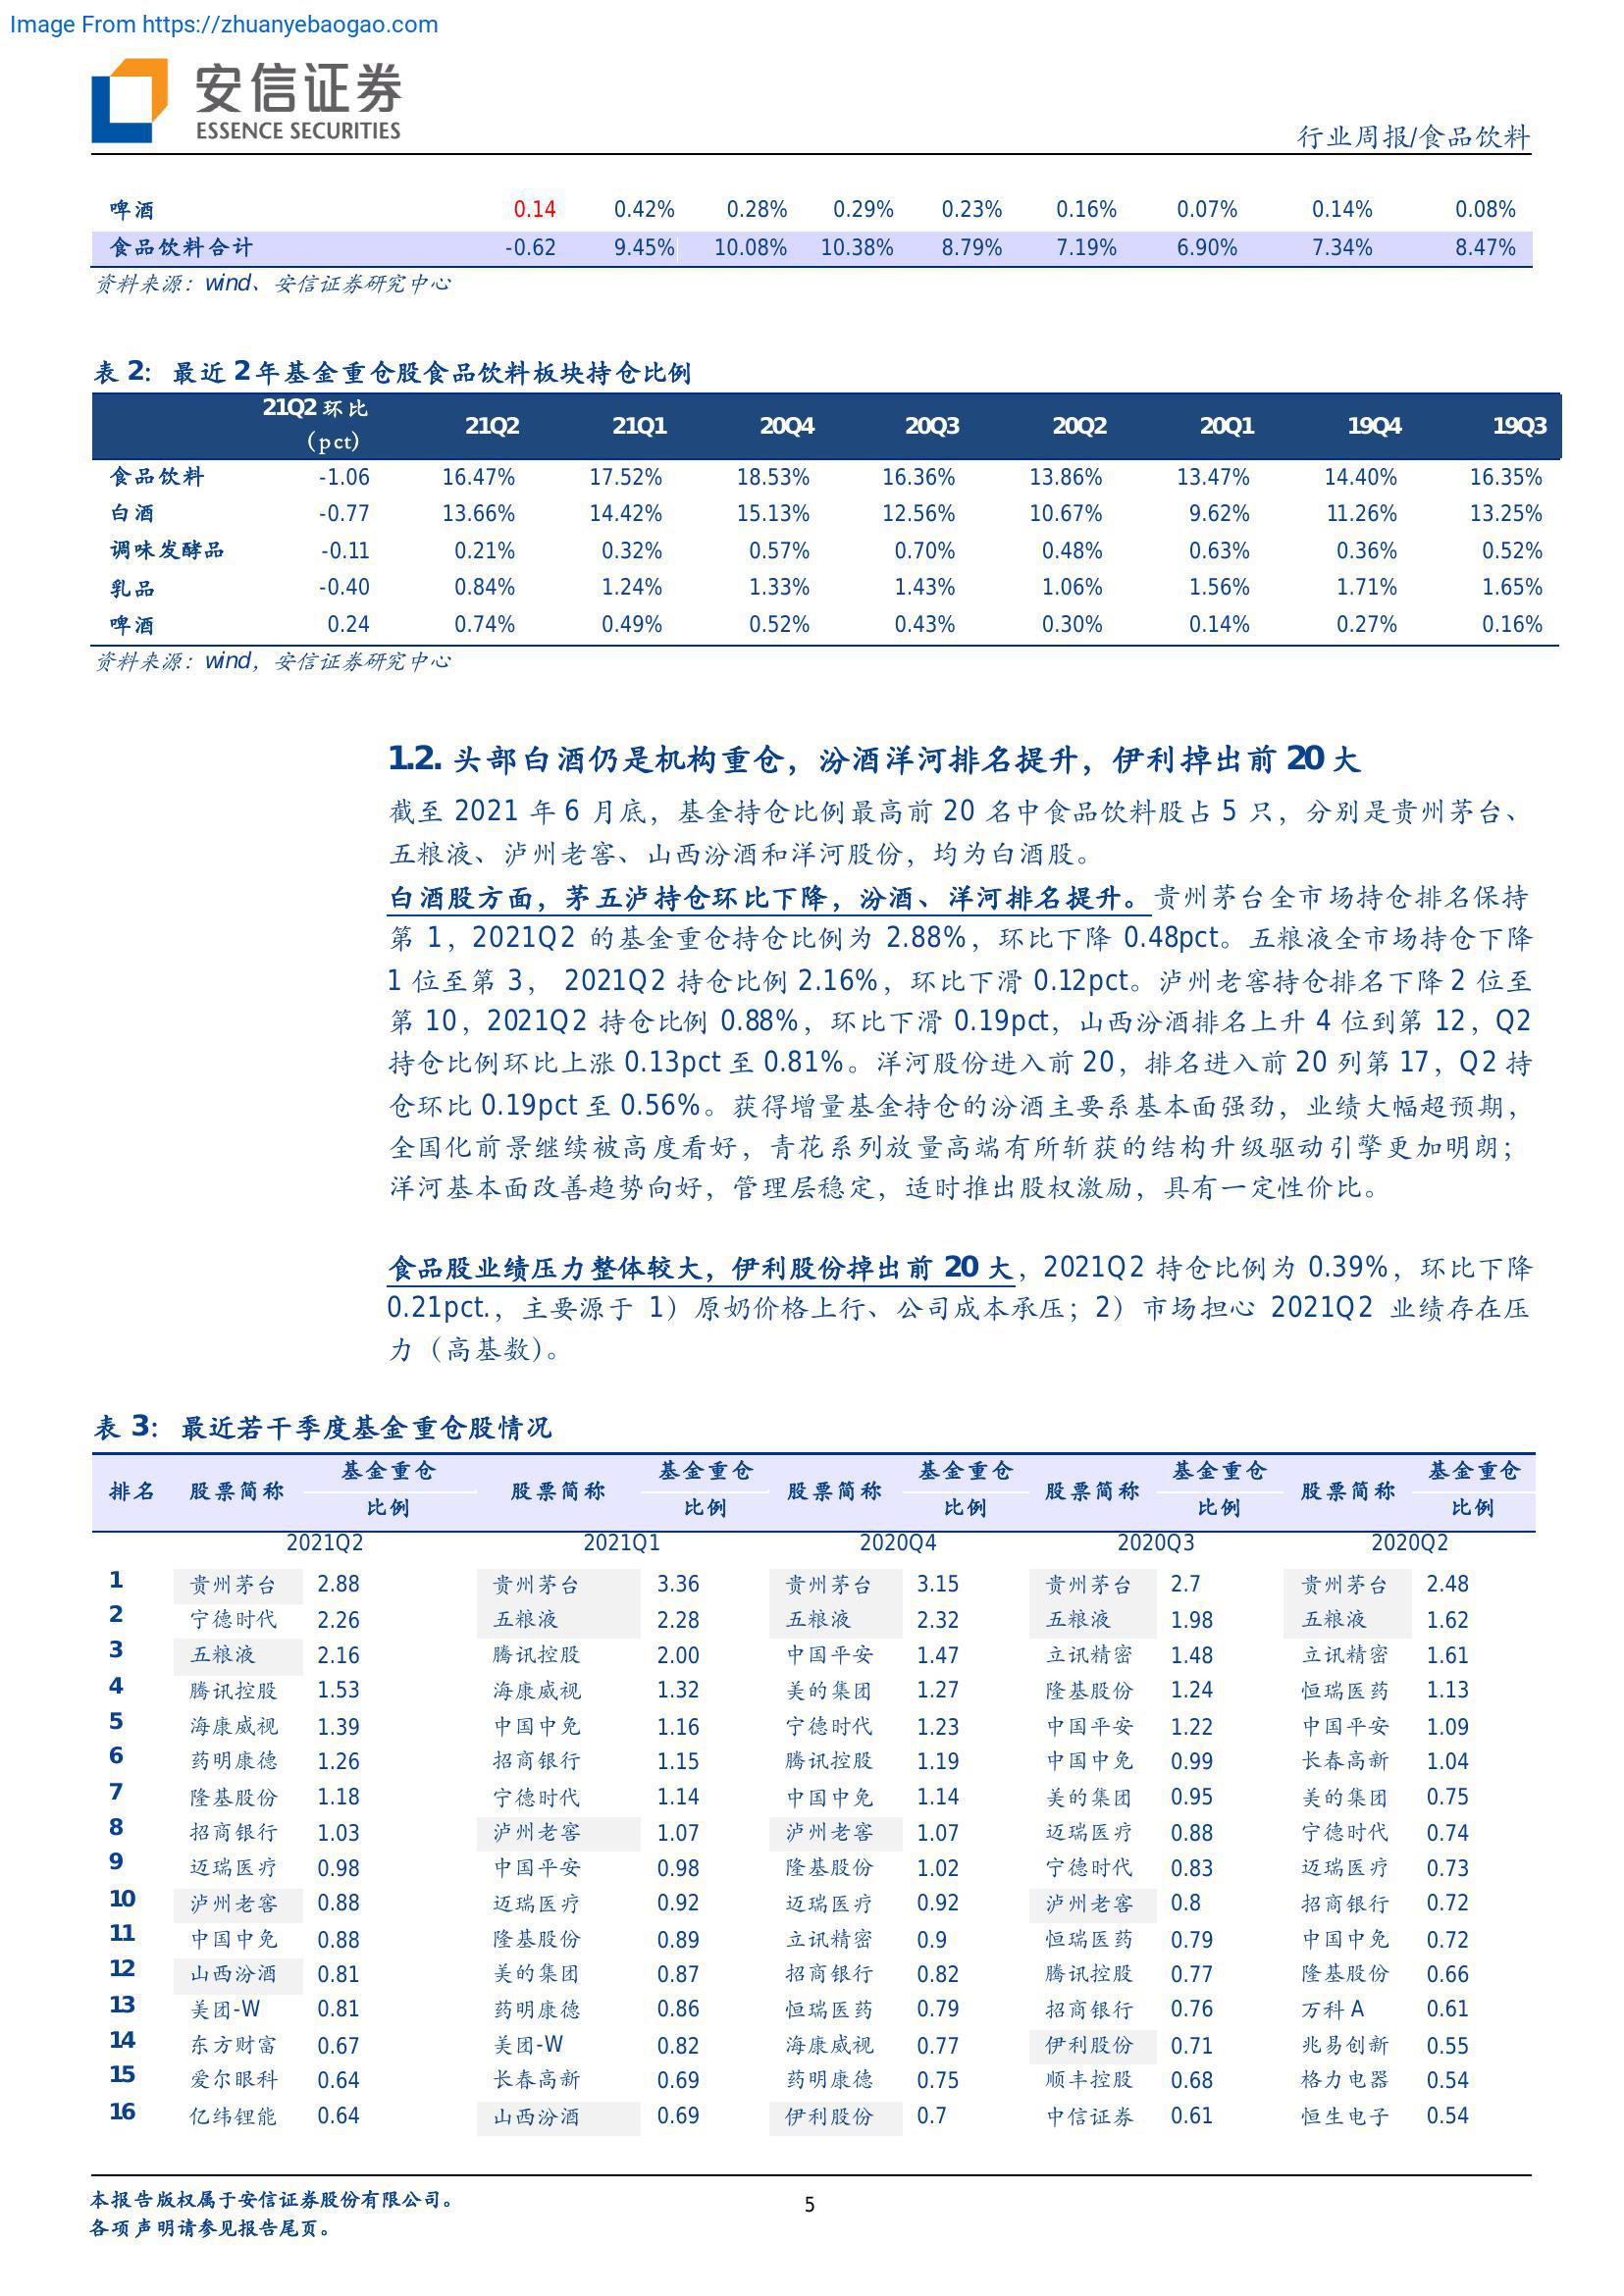 Image From https://zhuanyebaogao.com
安信证券
ESSENCE SECURITIES
行业周报/食品饮料
啤酒 0.14 0.42% 0.28% 0.29% 0.23% 0.16% 0.07% 0.14% 0.08%
食品饮料合计 -0.62 9.45% 10.08% 10.38% 8.79% 7.19% 6.90% 7.34% 8.47%
资料来源：wind、安信证券研究中心
表 2：最近 2 年基金重仓股食品饮料板块持仓比例
21Q2 环比（pct） 21Q2 21Q1 20Q4 20Q3 20Q2 20Q1 19Q4 19Q3
食品饮料 -1.06 16.47% 17.52% 18.53% 16.36% 13.86% 13.47% 14.40% 16.35%
白酒 -0.77 13.66% 14.42% 15.13% 12.56% 10.67% 9.62% 11.26% 13.25%
调味发酵品 -0.11 0.21% 0.32% 0.57% 0.70% 0.48% 0.63% 0.36% 0.52%
乳品 -0.40 0.84% 1.24% 1.33% 1.43% 1.06% 1.56% 1.71% 1.65%
啤酒 0.24 0.74% 0.49% 0.52% 0.43% 0.30% 0.14% 0.27% 0.16%
资料来源：wind，安信证券研究中心
1.2. 头部白酒仍是机构重仓，汾酒洋河排名提升，伊利掉出前 20 大
截至 2021 年 6 月底，基金持仓比例最高前 20 名中食品饮料股占 5 只，分别是贵州茅台、
五粮液、泸州老窖、山西汾酒和洋河股份，均为白酒股。
白酒股方面，茅五泸持仓环比下降，汾酒、洋河排名提升。贵州茅台全市场持仓排名保持
第 1，2021Q2 的基金重仓持仓比例为 2.88%，环比下降 0.48pct。五粮液全市场持仓下降
1 位至第 3， 2021Q2 持仓比例 2.16%，环比下滑 0.12pct。泸州老窖持仓排名下降 2 位至
第 10，2021Q2 持仓比例 0.88%，环比下滑 0.19pct，山西汾酒排名上升 4 位到第 12，Q2
持仓比例环比上涨 0.13pct 至 0.81%。洋河股份进入前 20，排名进入前 20 列第 17，Q2 持
仓环比 0.19pct 至 0.56%。获得增量基金持仓的汾酒主要系基本面强劲，业绩大幅超预期，
全国化前景继续被高度看好，青花系列放量高端有所斩获的结构升级驱动引擎更加明朗；
洋河基本面改善趋势向好，管理层稳定，适时推出股权激励，具有一定性价比。
食品股业绩压力整体较大，伊利股份掉出前 20 大，2021Q2 持仓比例为 0.39%，环比下降
0.21pct.，主要源于 1）原奶价格上行、公司成本承压；2）市场担心 2021Q2 业绩存在压
力（高基数）。
表 3：最近若干季度基金重仓股情况
排名 股票简称 基金重仓比例 股票简称 基金重仓比例 股票简称 基金重仓比例 股票简称 基金重仓比例 股票简称 基金重仓比例
2021Q2 2021Q1 2020Q4 2020Q3 2020Q2
1 贵州茅台 2.88 贵州茅台 3.36 贵州茅台 3.15 贵州茅台 2.7 贵州茅台 2.48
2 宁德时代 2.26 五粮液 2.28 五粮液 2.32 五粮液 1.98 五粮液 1.62
3 五粮液 2.16 腾讯控股 2.00 中国平安 1.47 立讯精密 1.48 立讯精密 1.61
4 腾讯控股 1.53 海康威视 1.32 美的集团 1.27 隆基股份 1.24 恒瑞医药 1.13
5 海康威视 1.39 中国中免 1.16 宁德时代 1.23 中国平安 1.22 中国平安 1.09
6 药明康德 1.26 招商银行 1.15 腾讯控股 1.19 中国中免 0.99 长春高新 1.04
7 隆基股份 1.18 宁德时代 1.14 中国中免 1.14 美的集团 0.95 美的集团 0.75
8 招商银行 1.03 泸州老窖 1.07 泸州老窖 1.07 迈瑞医疗 0.88 宁德时代 0.74
9 迈瑞医疗 0.98 中国平安 0.98 隆基股份 1.02 宁德时代 0.83 迈瑞医疗 0.73
10 泸州老窖 0.88 迈瑞医疗 0.92 迈瑞医疗 0.92 泸州老窖 0.8 招商银行 0.72
11 中国中免 0.88 隆基股份 0.89 立讯精密 0.9 恒瑞医药 0.79 中国中免 0.72
12 山西汾酒 0.81 美的集团 0.87 招商银行 0.82 腾讯控股 0.77 隆基股份 0.66
13 美团-W 0.81 药明康德 0.86 恒瑞医药 0.79 招商银行 0.76 万科 A 0.61
14 东方财富 0.67 美团-W 0.82 海康威视 0.77 伊利股份 0.71 兆易创新 0.55
15 爱尔眼科 0.64 长春高新 0.69 药明康德 0.75 顺丰控股 0.68 格力电器 0.54
16 亿纬锂能 0.64 山西汾酒 0.69 伊利股份 0.7 中信证券 0.61 恒生电子 0.54
本报告版权属于安信证券股份有限公司。
各项声明请参见报告尾页。
5